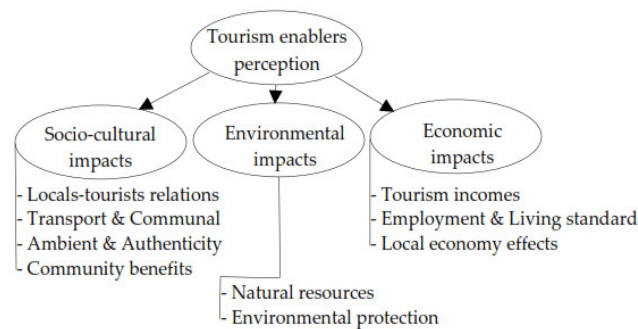 Tourism enablers
perception
Socio-cultural
impacts
Environmental
impacts
Economic
impacts
- Locals-tourists relations
- Transport & Communal
- Ambient & Authenticity
- Community benefits
- Natural resources
- Environmental protection
- Tourism incomes
- Employment & Living standard
- Local economy effects